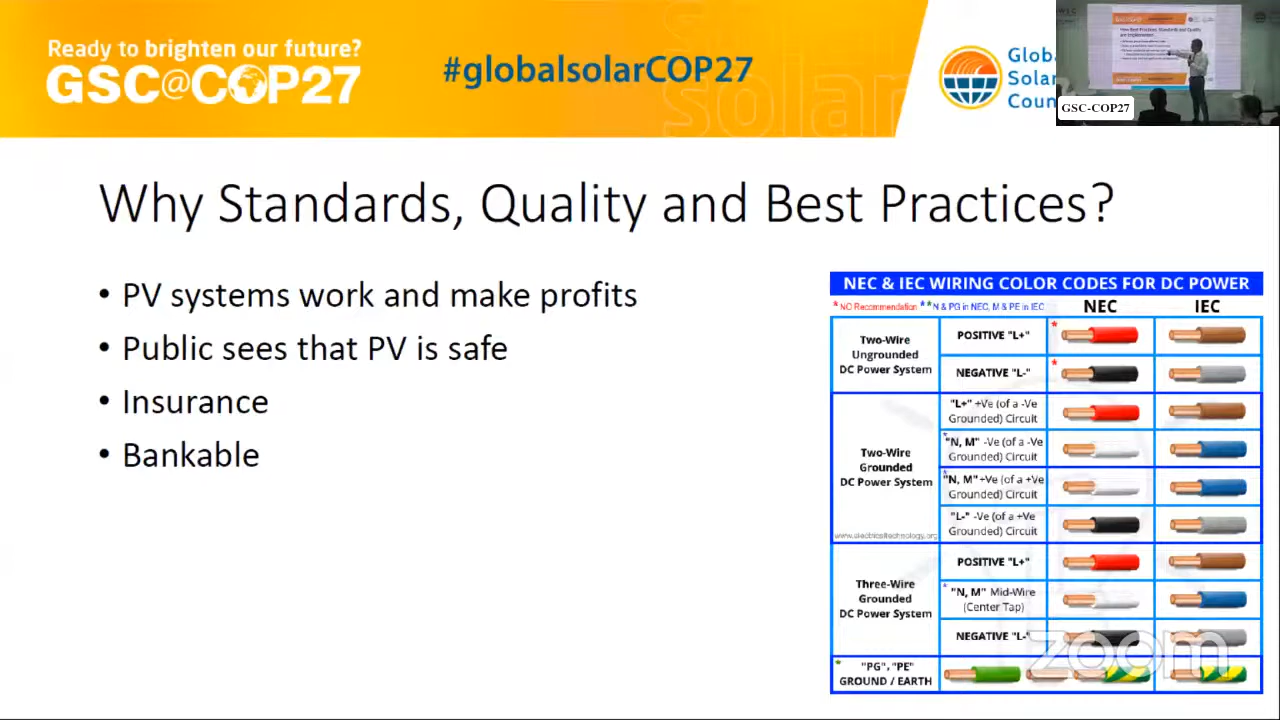 Ready to brighten our future?
GSC@COP27
#globalsolarCOP27
Global
Solar
Council
GSC-COP27
Why Standards, Quality and Best Practices?
• PV systems work and make profits
• Public sees that PV is safe
• Insurance
• Bankable
NEC & IEC WIRING COLOR CODES FOR DC POWER
* NO Recommendation * * N & PG in NEC, M & PE in IEC
NEC
IEC
Two-Wire
Ungrounded
DC Power System
POSITIVE "L+"
*
NEGATIVE "L-"
*
Two-Wire
Grounded
DC Power System
"L+" +Ve (of a -Ve
Grounded) Circuit
* "N, M" -Ve (of a -Ve
Grounded) Circuit
* "N, M" +Ve (of a +Ve
Grounded) Circuit
"L-" -Ve (of a +Ve
Grounded) Circuit
www.electricaltechnology.org
Three-Wire
Grounded
DC Power System
POSITIVE "L+"
* "N, M" Mid-Wire
(Center Tap)
NEGATIVE "L-"
* "PG", "PE"
GROUND / EARTH
zoom